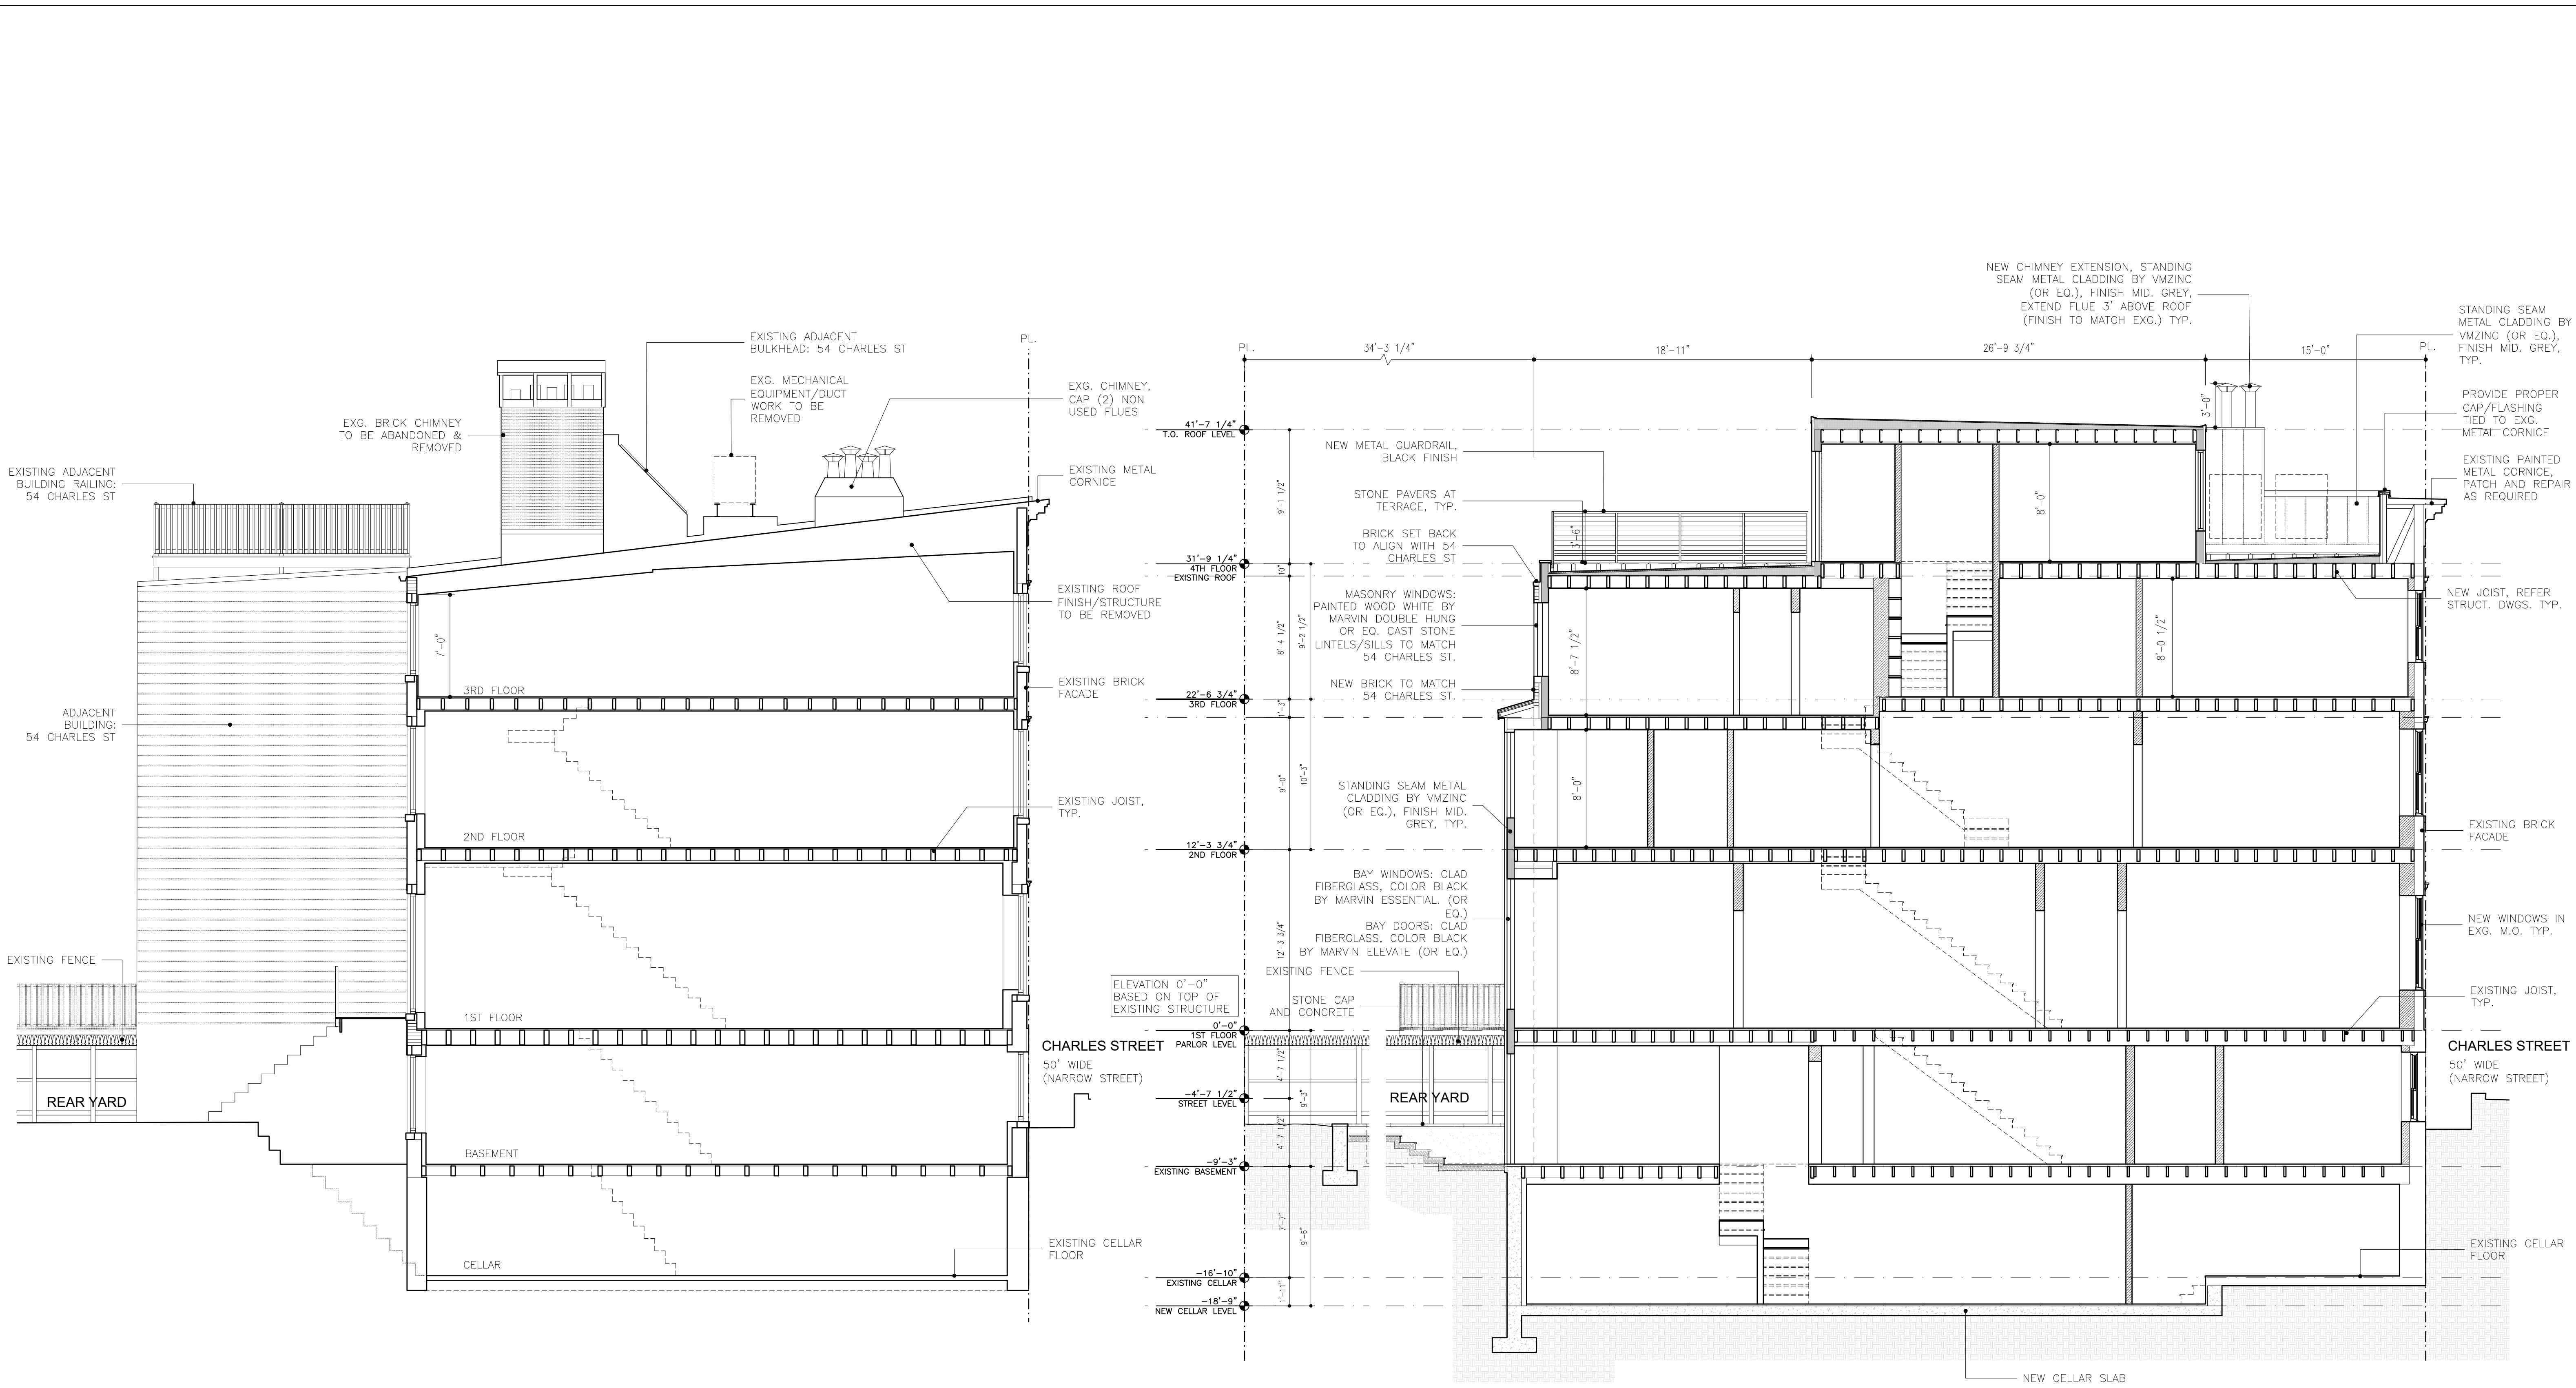 EXISTING ADJACENT
BULKHEAD: 54 CHARLES ST
EXG. MECHANICAL
EQUIPMENT/DUCT
WORK TO BE
REMOVED
EXG. CHIMNEY,
CAP (2) NON
USED FLUES
PL.
EXG. BRICK CHIMNEY
TO BE ABANDONED &
REMOVED
EXISTING ADJACENT
BUILDING RAILING:
54 CHARLES ST
EXISTING METAL
CORNICE
EXISTING ROOF
FINISH/STRUCTURE
TO BE REMOVED
7'-0"
3RD FLOOR
EXISTING BRICK
FACADE
ADJACENT
BUILDING:
54 CHARLES ST
2ND FLOOR
EXISTING JOIST,
TYP.
EXISTING FENCE
1ST FLOOR
CHARLES STREET
50' WIDE
(NARROW STREET)
REAR YARD
BASEMENT
EXISTING CELLAR
FLOOR
CELLAR
PL.
34'-3 1/4"
18'-11"
26'-9 3/4"
15'-0"
PL.
NEW CHIMNEY EXTENSION, STANDING
SEAM METAL CLADDING BY VMZINC
(OR EQ.), FINISH MID. GREY,
EXTEND FLUE 3' ABOVE ROOF
(FINISH TO MATCH EXG.) TYP.
STANDING SEAM
METAL CLADDING BY
VMZINC (OR EQ.),
FINISH MID. GREY,
TYP.
PROVIDE PROPER
CAP/FLASHING
TIED TO EXG.
METAL CORNICE
EXISTING PAINTED
METAL CORNICE,
PATCH AND REPAIR
AS REQUIRED
3'-0"
41'-7 1/4"
T.O. ROOF LEVEL
NEW METAL GUARDRAIL,
BLACK FINISH
STONE PAVERS AT
TERRACE, TYP.
BRICK SET BACK
TO ALIGN WITH 54
CHARLES ST
9'-1 1/2"
3'-6"
8'-0"
31'-9 1/4"
4TH FLOOR
EXISTING ROOF
10"
MASONRY WINDOWS:
PAINTED WOOD WHITE BY
MARVIN DOUBLE HUNG
OR EQ. CAST STONE
LINTELS/SILLS TO MATCH
54 CHARLES ST.
NEW JOIST, REFER
STRUCT. DWGS. TYP.
8'-4 1/2"
9'-2 1/2"
8'-7 1/2"
8'-0 1/2"
NEW BRICK TO MATCH
54 CHARLES ST.
22'-6 3/4"
3RD FLOOR
1'-3"
9'-0"
10'-3"
8'-0"
STANDING SEAM METAL
CLADDING BY VMZINC
(OR EQ.), FINISH MID.
GREY, TYP.
EXISTING BRICK
FACADE
12'-3 3/4"
2ND FLOOR
BAY WINDOWS: CLAD
FIBERGLASS, COLOR BLACK
BY MARVIN ESSENTIAL. (OR
EQ.)
BAY DOORS: CLAD
FIBERGLASS, COLOR BLACK
BY MARVIN ELEVATE (OR EQ.)
12'-3 3/4"
NEW WINDOWS IN
EXG. M.O. TYP.
EXISTING FENCE
ELEVATION 0'-0"
BASED ON TOP OF
EXISTING STRUCTURE
STONE CAP
AND CONCRETE
EXISTING JOIST,
TYP.
0'-0"
1ST FLOOR
PARLOR LEVEL
CHARLES STREET
50' WIDE
(NARROW STREET)
4'-7 1/2"
-4'-7 1/2"
STREET LEVEL
9'-3"
REAR YARD
4'-7 1/2"
-9'-3"
EXISTING BASEMENT
7'-7"
9'-6"
EXISTING CELLAR
FLOOR
-16'-10"
EXISTING CELLAR
1'-11"
-18'-9"
NEW CELLAR LEVEL
NEW CELLAR SLAB